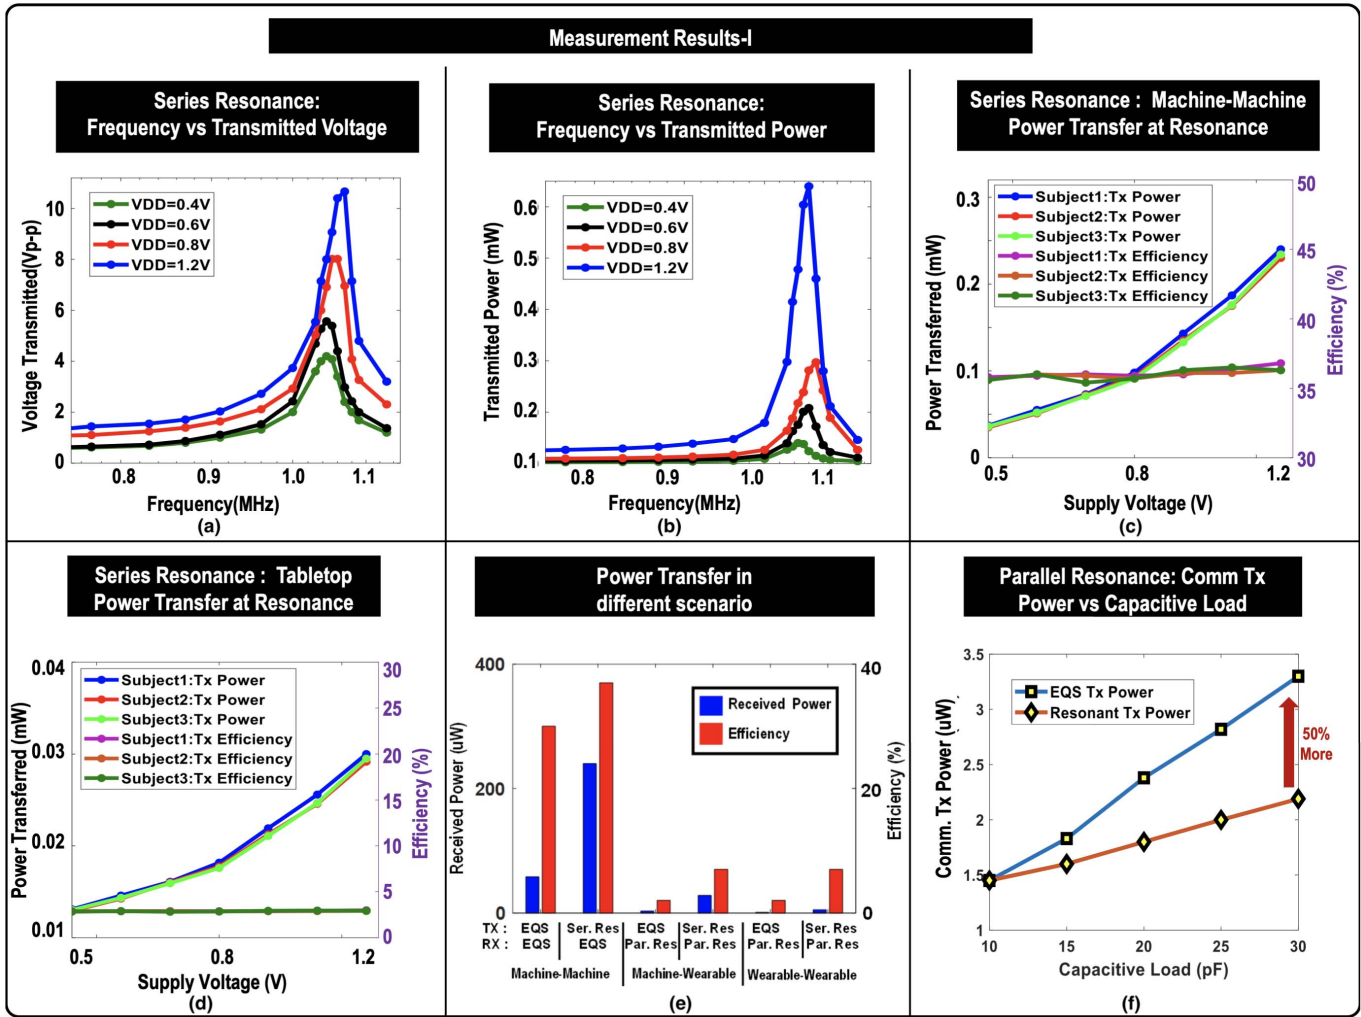 Measurement Results-I
Series Resonance:
Frequency vs Transmitted Voltage
VDD=0.4V
VDD=0.6V
VDD=0.8V
VDD=1.2V
Voltage Transmitted(Vp-p)
10
8
6
4
2
0
0.8
0.9
1.0
1.1
Frequency(MHz)
(a)
Series Resonance:
Frequency vs Transmitted Power
VDD=0.4V
VDD=0.6V
VDD=0.8V
VDD=1.2V
Transmitted Power (mW)
0.6
0.5
0.4
0.3
0.2
0.1
0.8
0.9
1.0
1.1
Frequency(MHz)
(b)
Series Resonance : Machine-Machine
Power Transfer at Resonance
Subject1:Tx Power
Subject2:Tx Power
Subject3:Tx Power
Subject1:Tx Efficiency
Subject2:Tx Efficiency
Subject3:Tx Efficiency
Power Transferred (mW)
0.3
0.2
0.1
0
50
45
40
35
30
Efficiency (%)
0.5
0.8
1.2
Supply Voltage (V)
(c)
Series Resonance : Tabletop
Power Transfer at Resonance
Subject1:Tx Power
Subject2:Tx Power
Subject3:Tx Power
Subject1:Tx Efficiency
Subject2:Tx Efficiency
Subject3:Tx Efficiency
Power Transferred (mW)
0.04
0.03
0.02
0.01
30
25
20
15
10
5
0
Efficiency (%)
0.5
0.8
1.2
Supply Voltage (V)
(d)
Power Transfer in
different scenario
Received Power
Efficiency
Received Power (uW)
400
200
0
40
20
0
Efficiency (%)
TX : EQS Ser. Res EQS Ser. Res EQS Ser. Res
RX : EQS EQS Par. Res Par. Res Par. Res Par. Res
Machine-Machine Machine-Wearable Wearable-Wearable
(e)
Parallel Resonance: Comm Tx
Power vs Capacitive Load
EQS Tx Power
Resonant Tx Power
50%
More
Comm. Tx Power (uW)
3.5
3
2.5
2
1.5
1
10
15
20
25
30
Capacitive Load (pF)
(f)